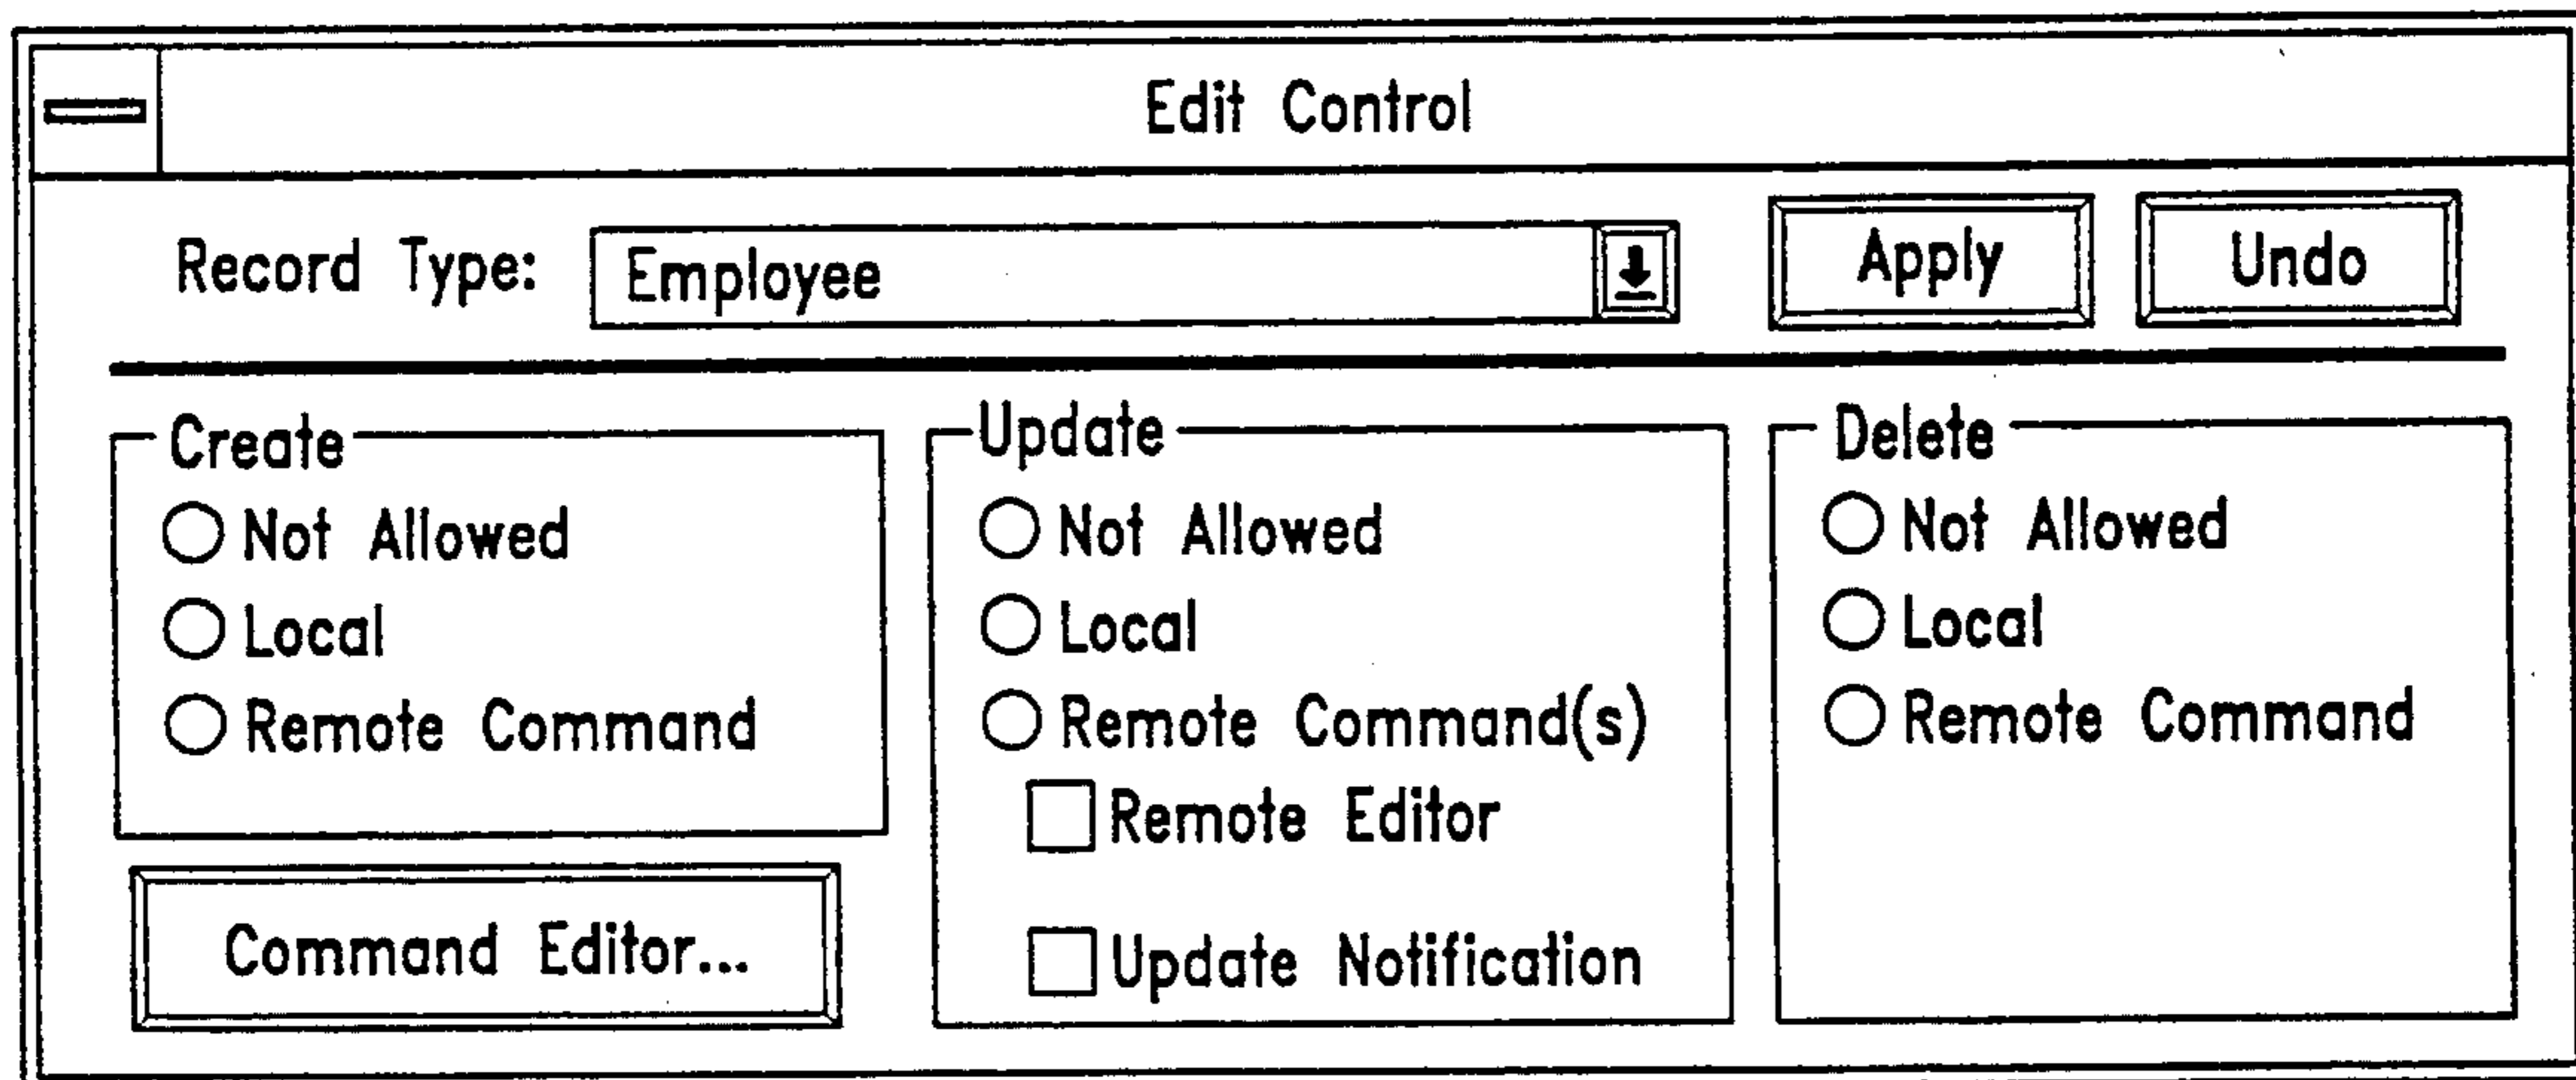 Edit Control
Record Type: Employee Apply Undo
Create
Not Allowed
Local
Remote Command
Command Editor...
Update
Not Allowed
Local
Remote Command(s)
Remote Editor
Update Notification
Delete
Not Allowed
Local
Remote Command